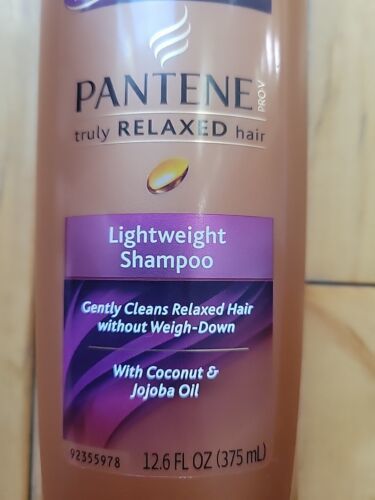 PANTENE
PRO-V
truly RELAXED hair
Lightweight
Shampoo
Gently Cleans Relaxed Hair
without Weigh-Down
With Coconut &
Jojoba Oil
92355978
12.6 FL OZ (375 mL)